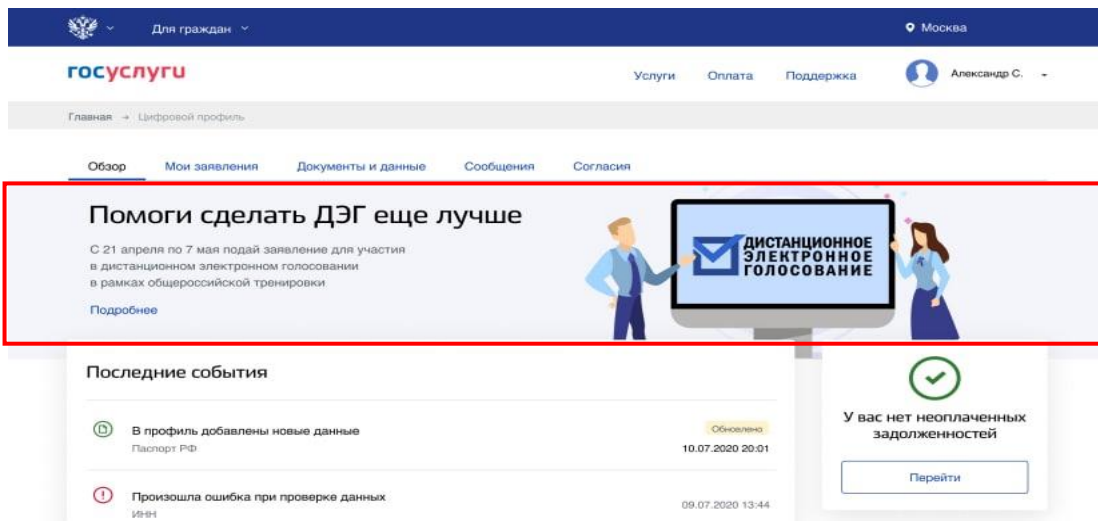 Для граждан
Москва
госуслуги
Услуги Оплата Поддержка Александр С.
Главная → Цифровой профиль
Обзор Мои заявления Документы и данные Сообщения Согласия
Помоги сделать ДЭГ еще лучше
С 21 апреля по 7 мая подай заявление для участия
в дистанционном электронном голосовании
в рамках общероссийской тренировки
Подробнее
ДИСТАНЦИОННОЕ
ЭЛЕКТРОННОЕ
ГОЛОСОВАНИЕ
Последние события
В профиль добавлены новые данные
Паспорт РФ
Обновлено
10.07.2020 20:01
Произошла ошибка при проверке данных
ИНН
09.07.2020 13:44
У вас нет неоплаченных
задолженностей
Перейти